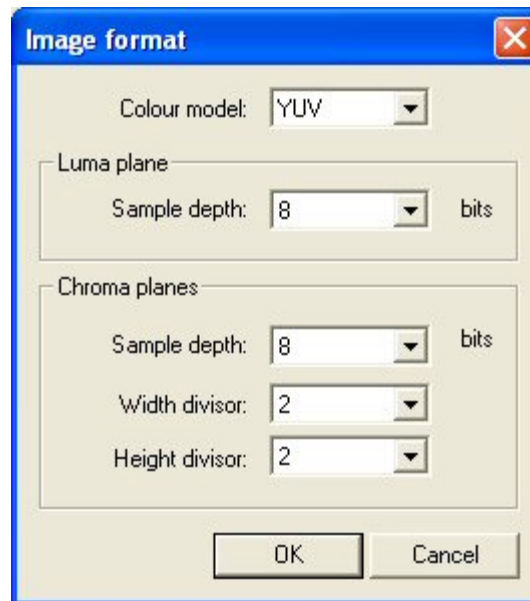 Image format
Colour model: YUV
Luma plane
Sample depth: 8 bits
Chroma planes
Sample depth: 8 bits
Width divisor: 2
Height divisor: 2
OK Cancel